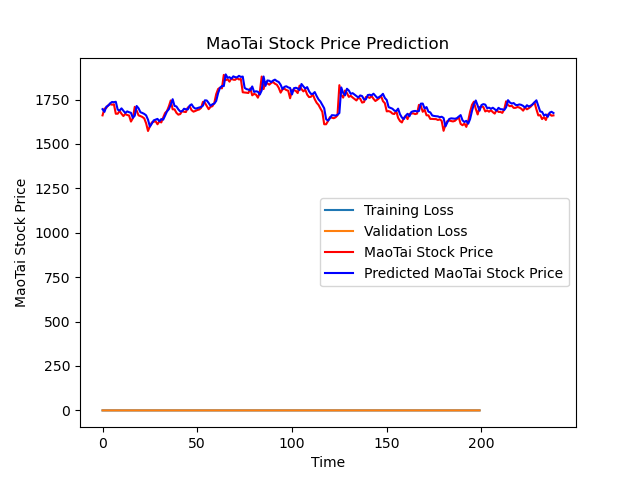 MaoTai Stock Price Prediction
MaoTai Stock Price
1750
1500
1250
1000
750
500
250
0
Training Loss
Validation Loss
MaoTai Stock Price
Predicted MaoTai Stock Price
0 50 100 150 200
Time